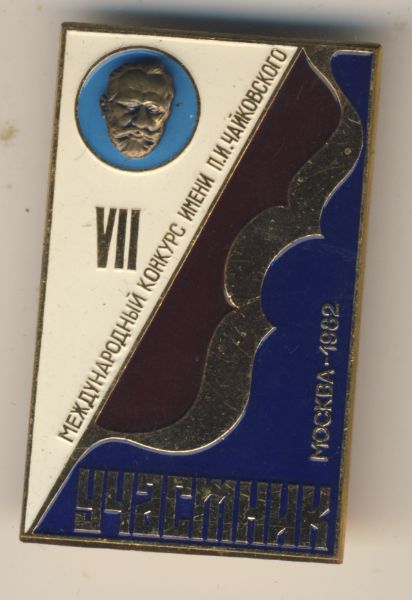 VII
МЕЖДУНАРОДНЫЙ КОНКУРС ИМЕНИ П.И.ЧАЙКОВСКОГО
МОСКВА-1982
УЧАСТНИК